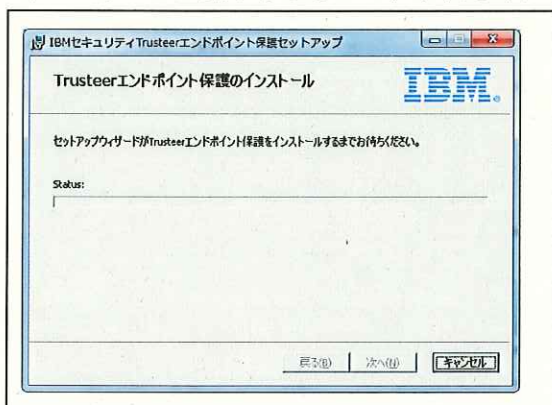 IBMセキュリティTrusteerエンドポイント保護セットアップ
Trusteerエンドポイント保護のインストール
IBM
セットアップウィザードがTrusteerエンドポイント保護をインストールするまでお待ちください。
Status:
戻る(B)
次へ(N)
キャンセル